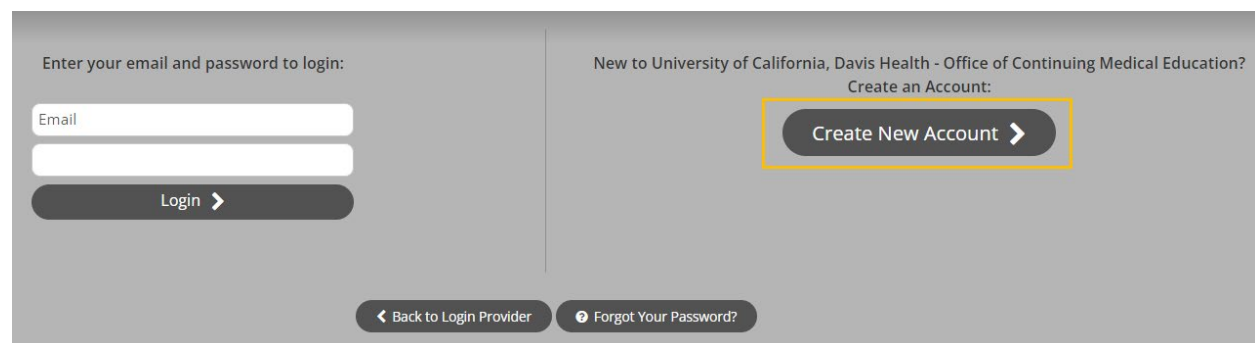 Enter your email and password to login:
Email
Login
New to University of California, Davis Health - Office of Continuing Medical Education?
Create an Account:
Create New Account
Back to Login Provider
Forgot Your Password?